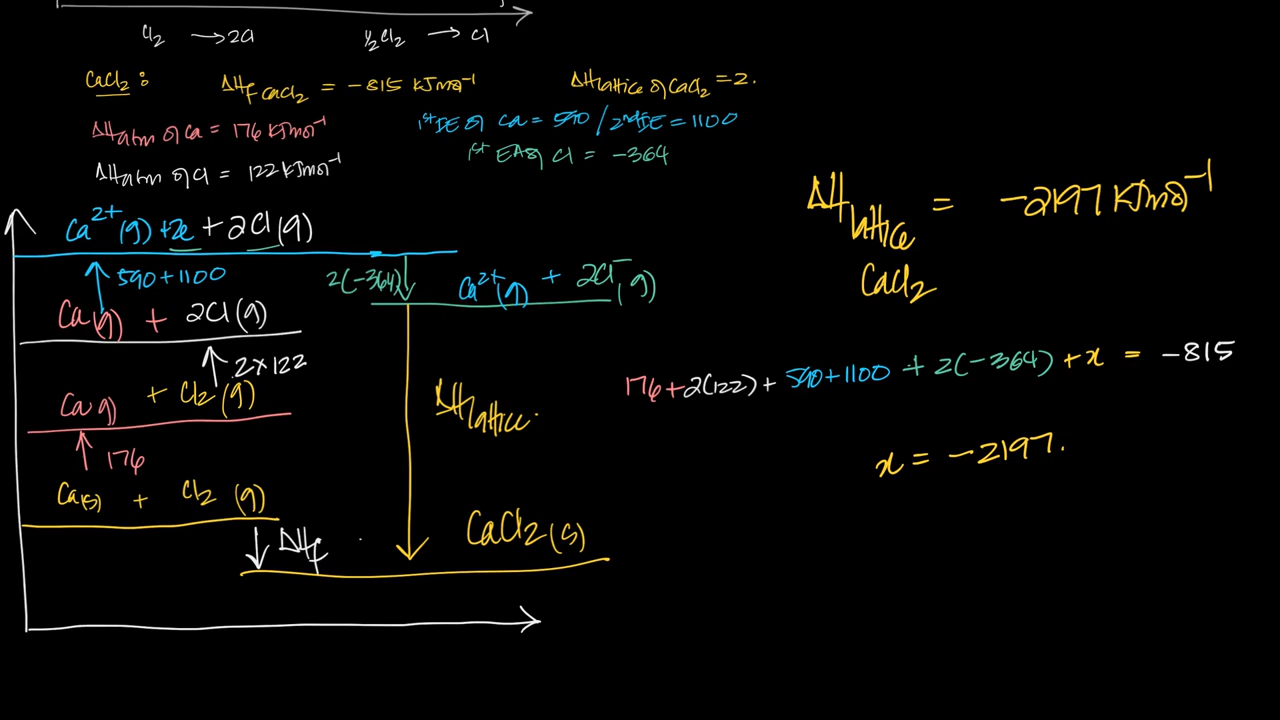 Cl₂ → 2Cl ½Cl₂ → Cl
CaCl₂ : ΔHf CaCl₂ = -815 KJmol⁻¹ ΔHlattice of CaCl₂ = ?
ΔHatm of Ca = 176 KJmol⁻¹ 1ˢᵗ IE of Ca = 590 / 2ⁿᵈ IE = 1100
ΔHatm of Cl = 122 KJmol⁻¹ 1ˢᵗ EA of Cl = -364
ΔHlattice CaCl₂ = -2197 KJmol⁻¹
Ca²⁺(g) + 2e + 2Cl(g)
590+1100 2(-364) Ca²⁺(g) + 2Cl⁻(g)
Ca(g) + 2Cl(g)
2×122
176 + 2(122) + 590+1100 + 2(-364) + x = -815
Ca(g) + Cl₂(g) ΔHlattice.
176 x = -2197.
Ca(s) + Cl₂ (g)
ΔHf CaCl₂(s)